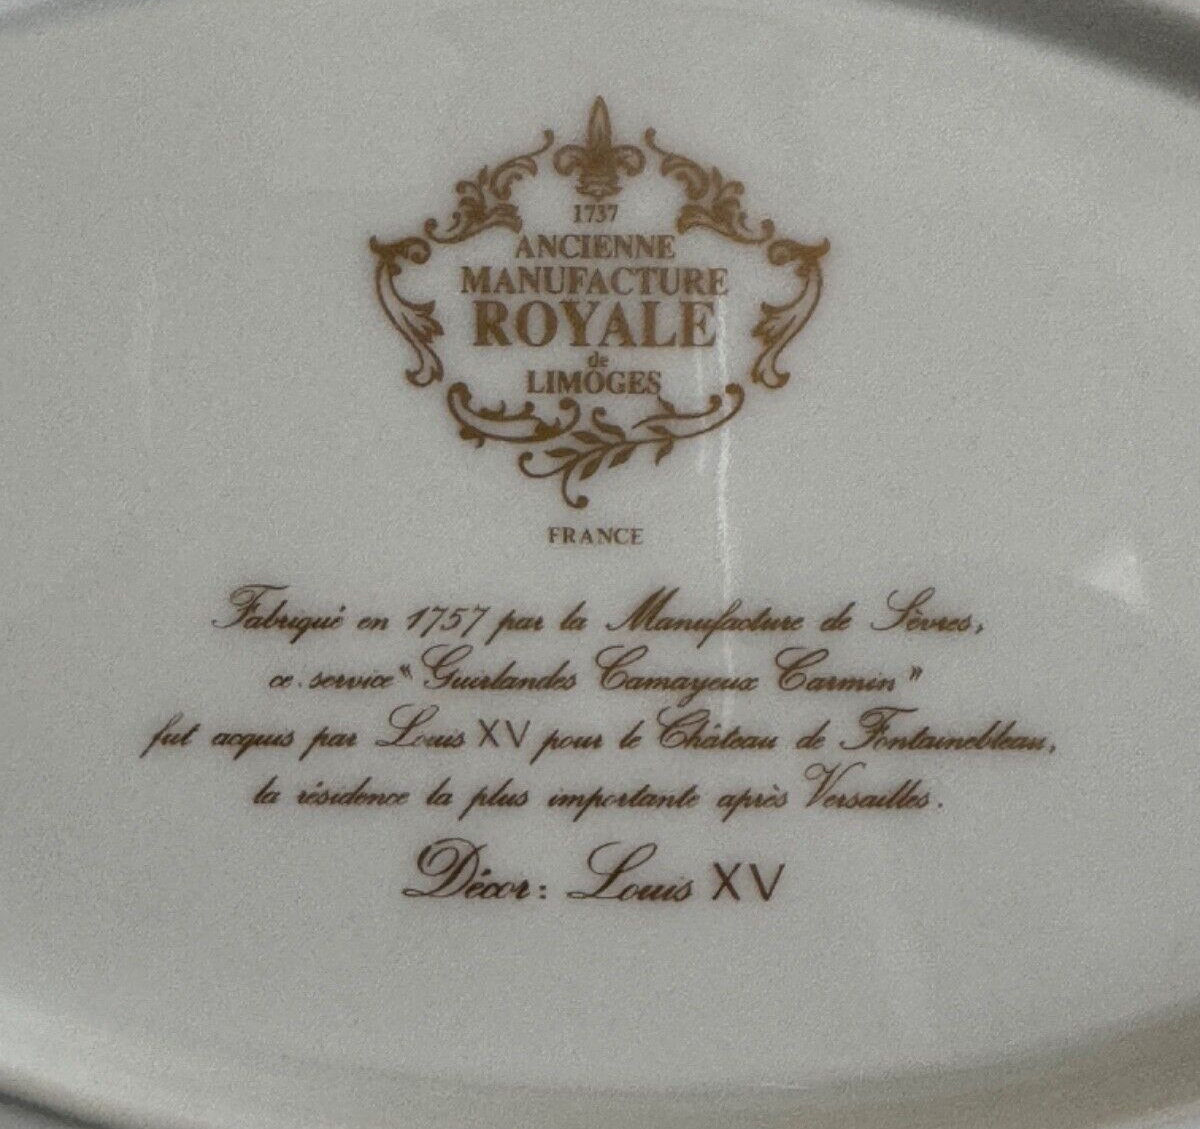 1737
ANCIENNE
MANUFACTURE
ROYALE
de
LIMOGES
FRANCE
Fabriqué en 1757 par la Manufacture de Sèvres,
ce service "Guirlandes Camayeux Carmin"
fut acquis par Louis XV pour le Château de Fontainebleau,
la résidence la plus importante après Versailles.
Décor: Louis XV